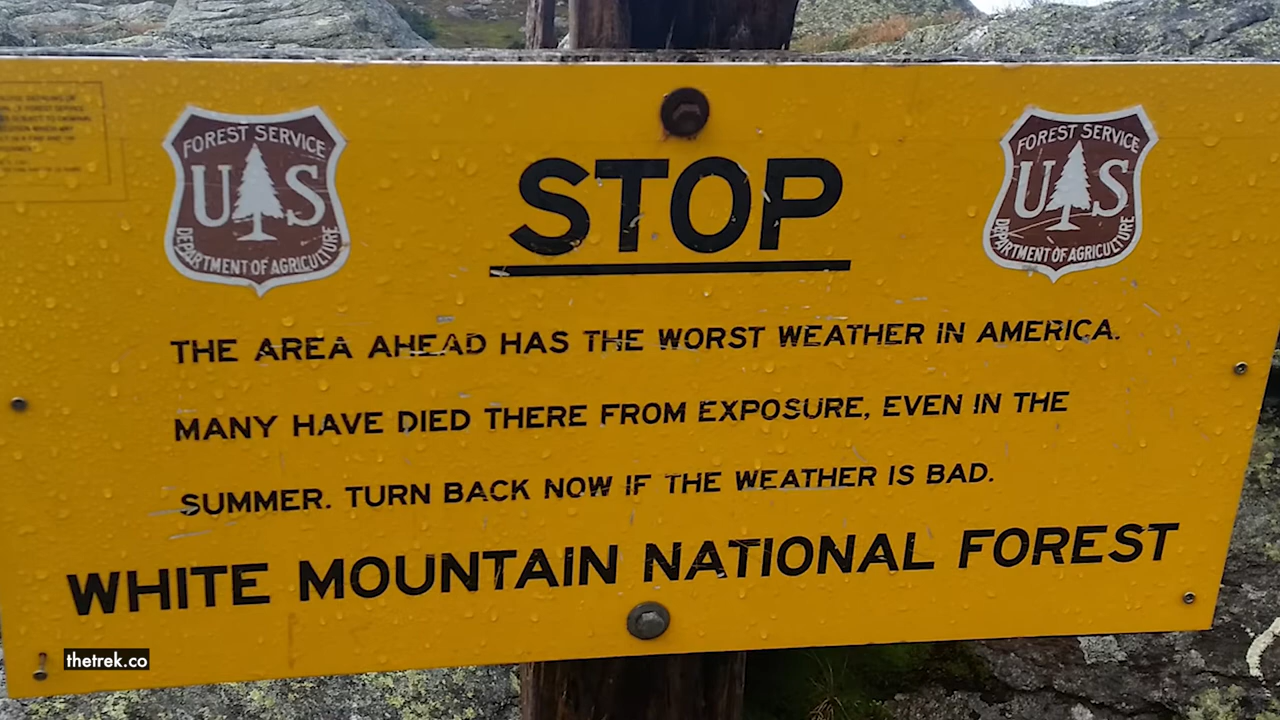 FOREST SERVICE
U S
DEPARTMENT OF AGRICULTURE
STOP
FOREST SERVICE
U S
DEPARTMENT OF AGRICULTURE
THE AREA AHEAD HAS THE WORST WEATHER IN AMERICA.
MANY HAVE DIED THERE FROM EXPOSURE, EVEN IN THE
SUMMER. TURN BACK NOW IF THE WEATHER IS BAD.
WHITE MOUNTAIN NATIONAL FOREST
thetrek.co